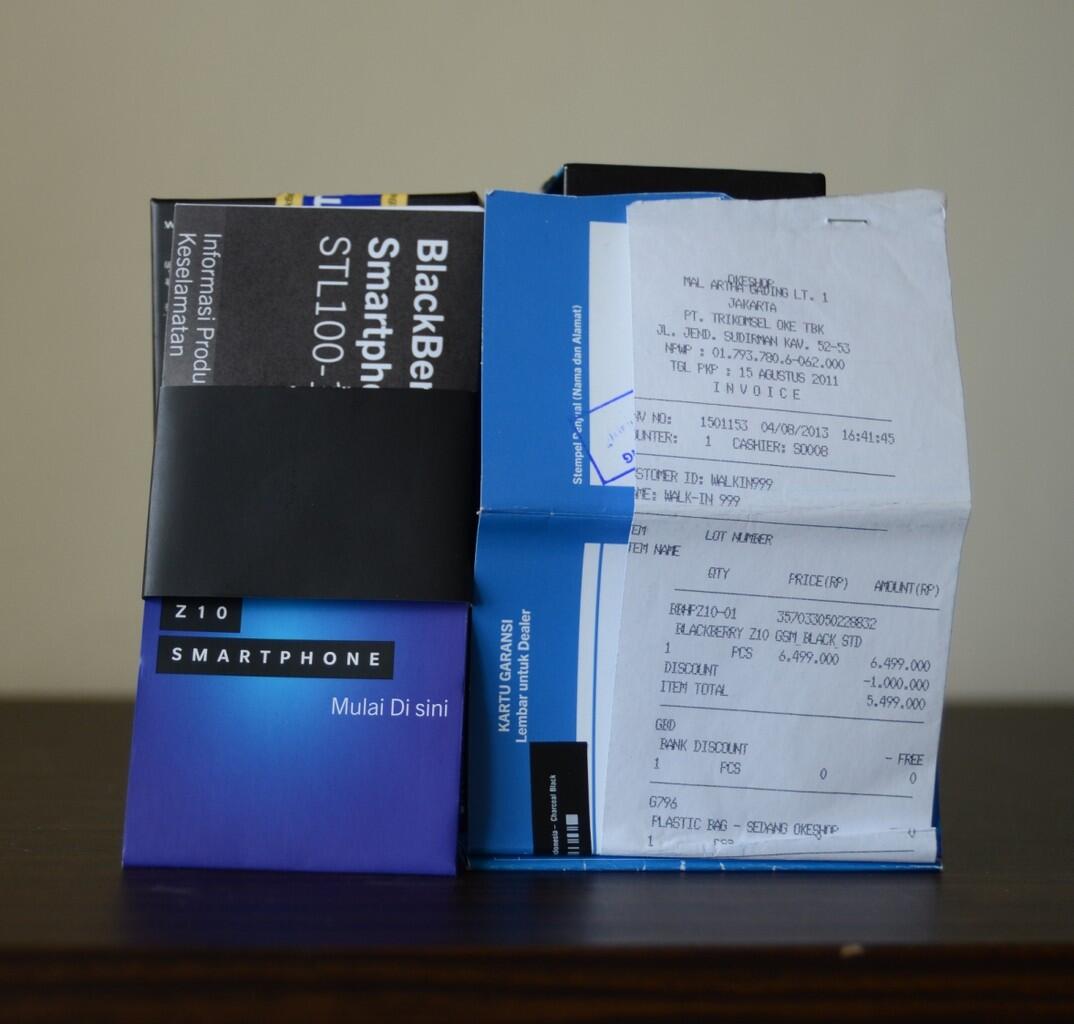 Informasi Produ
Keselamatan
BlackBer
Smartph
STL100-
Z10
SMARTPHONE
Mulai Di sini
Stempel Penjual (Nama dan Alamat)
KARTU GARANSI
Lembar untuk Dealer
donesia - Charcoal Black
OKESHOP
MAL ARTHA GADING LT. 1
JAKARTA
PT. TRIKOMSEL OKE TBK
JL. JEND. SUDIRMAN KAV. 52-53
NPWP : 01.793.780.6-062.000
TGL PKP : 15 AGUSTUS 2011
INVOICE
NV NO: 1501153 04/08/2013 16:41:45
UNTER: 1 CASHIER: S0008
STOMER ID: WALKIN999
ME: WALK-IN 999
EM LOT NUMBER
TEM NAME
QTY PRICE(RP) AMOUNT(RP)
BBHPZ10-01 357033050228832
BLACKBERRY Z10 GSM BLACK STD
1 PCS 6,499.000 6,499.000
DISCOUNT -1,000.000
ITEM TOTAL 5,499.000
GBD
BANK DISCOUNT - FREE
1 PCS 0 0
G796
PLASTIC BAG - SEDANG OKESHOP 0
1